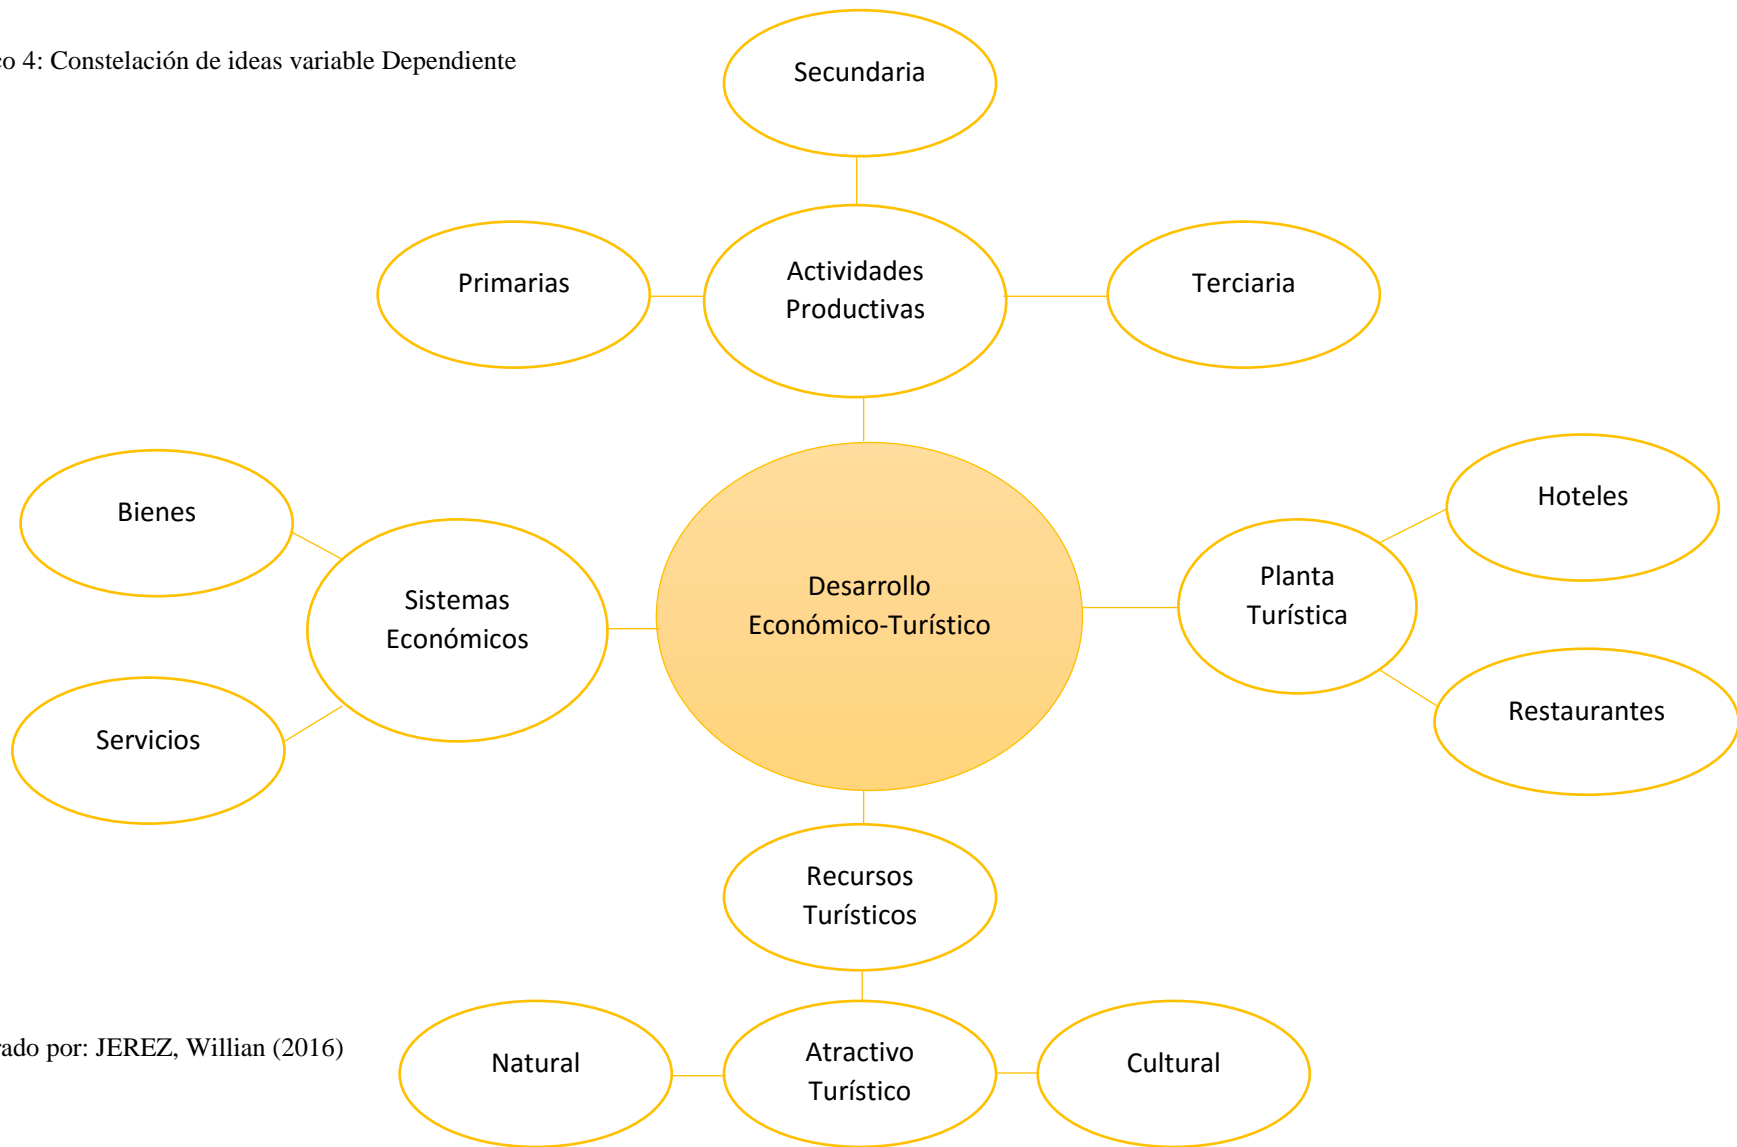 co 4: Constelación de ideas variable Dependiente
Secundaria
Primarias
Actividades
Productivas
Terciaria
Bienes
Hoteles
Sistemas
Económicos
Desarrollo
Económico-Turístico
Planta
Turística
Servicios
Restaurantes
Recursos
Turísticos
rado por: JEREZ, Willian (2016)
Natural
Atractivo
Turístico
Cultural